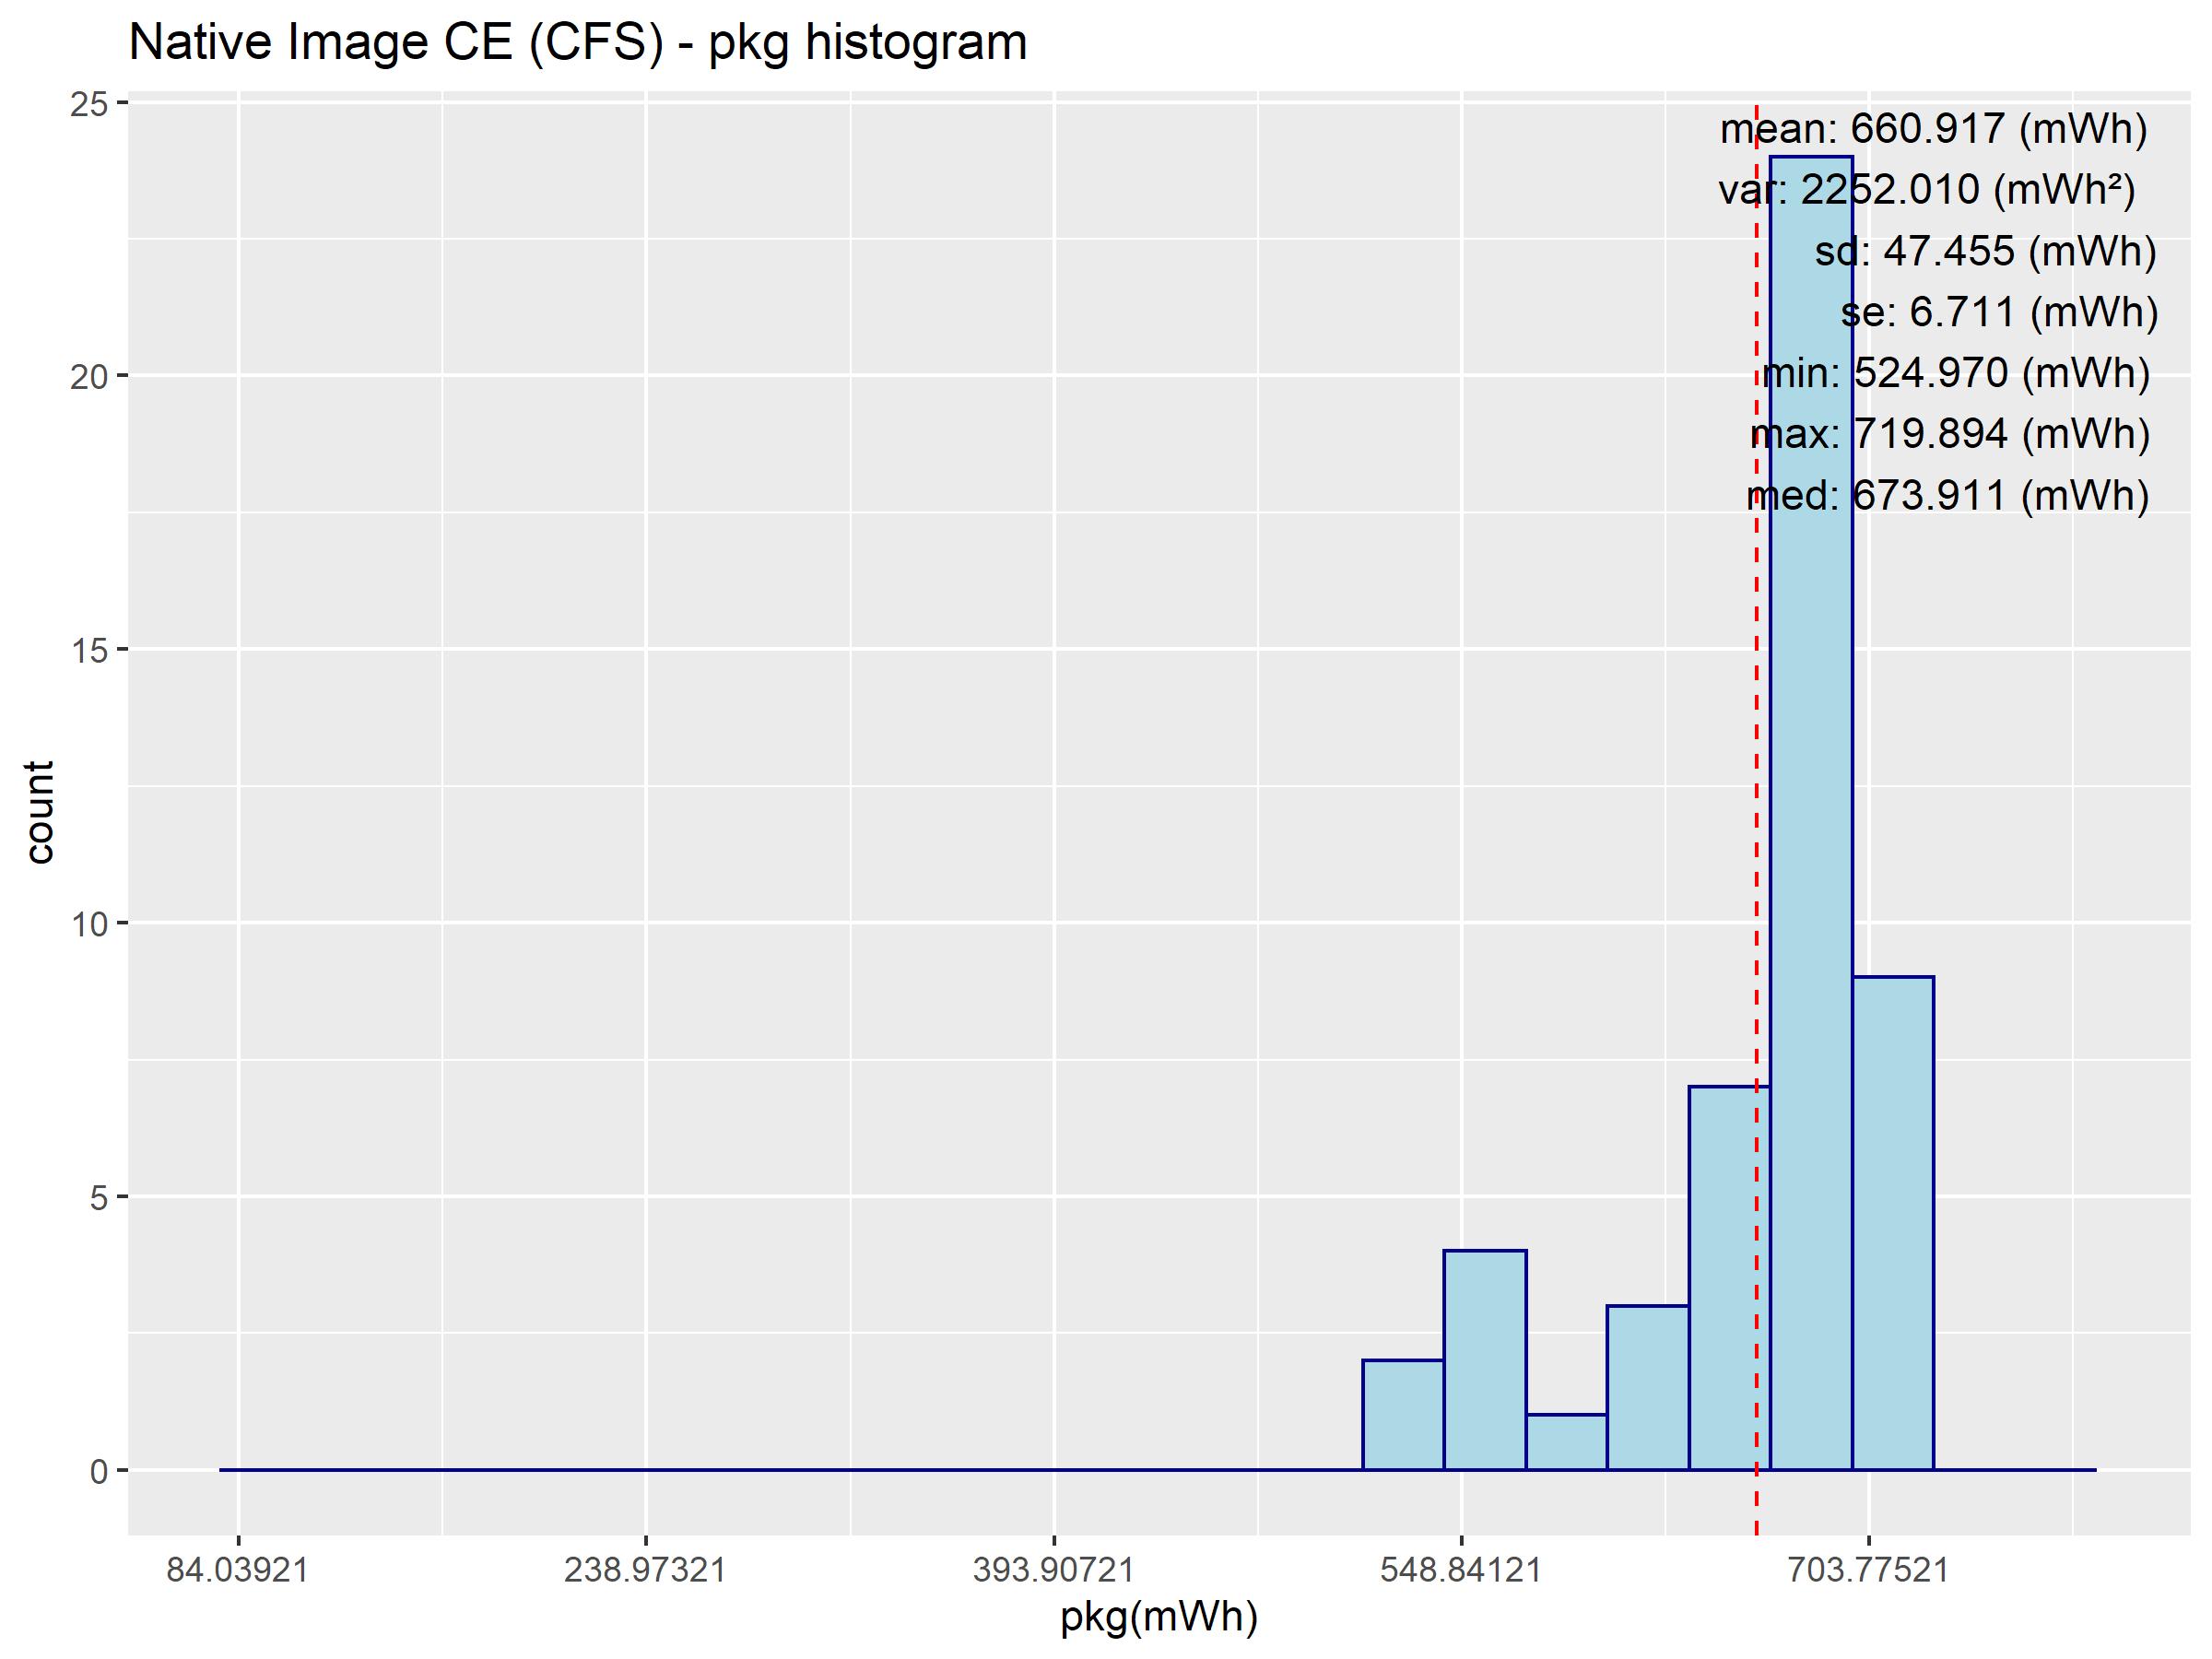 Native Image CE (CFS) - pkg histogram
25
mean: 660.917 (mWh)
var: 2252.010 (mWh²)
sd: 47.455 (mWh)
se: 6.711 (mWh)
20
min: 524.970 (mWh)
max: 719.894 (mWh)
med: 673.911 (mWh)
15
count
10
5
0
84.03921 238.97321 393.90721 548.84121 703.77521
pkg(mWh)